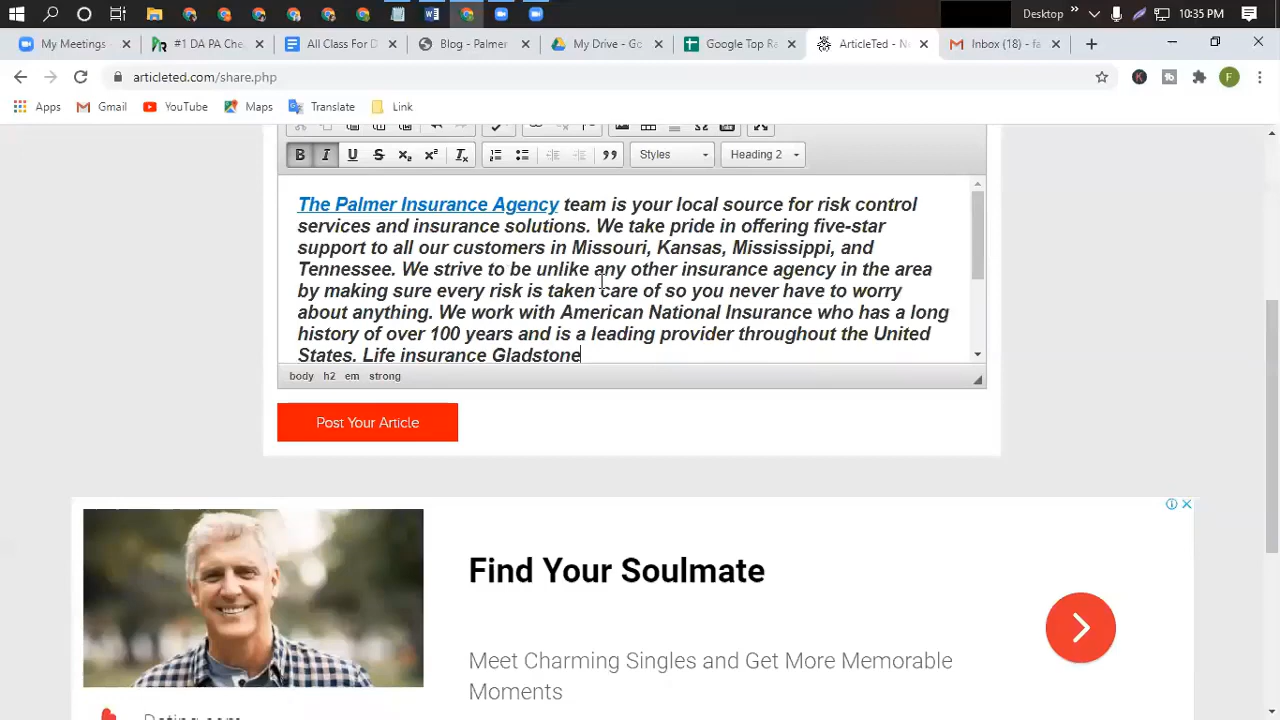 Desktop
10:35 PM
My Meetings -
#1 DA PA Che
All Class For D
Blog - Palmer
My Drive - Go
Google Top Ra
ArticleTed - N
Inbox (18) - fa
articleted.com/share.php
F
Apps
Gmail
YouTube
Maps
Translate
Link
B I U S x₂ x² Tx
Styles
Heading 2
The Palmer Insurance Agency team is your local source for risk control
services and insurance solutions. We take pride in offering five-star
support to all our customers in Missouri, Kansas, Mississippi, and
Tennessee. We strive to be unlike any other insurance agency in the area
by making sure every risk is taken care of so you never have to worry
about anything. We work with American National Insurance who has a long
history of over 100 years and is a leading provider throughout the United
States. Life insurance Gladstone
body h2 em strong
Post Your Article
Find Your Soulmate
Meet Charming Singles and Get More Memorable
Moments
Dating.com